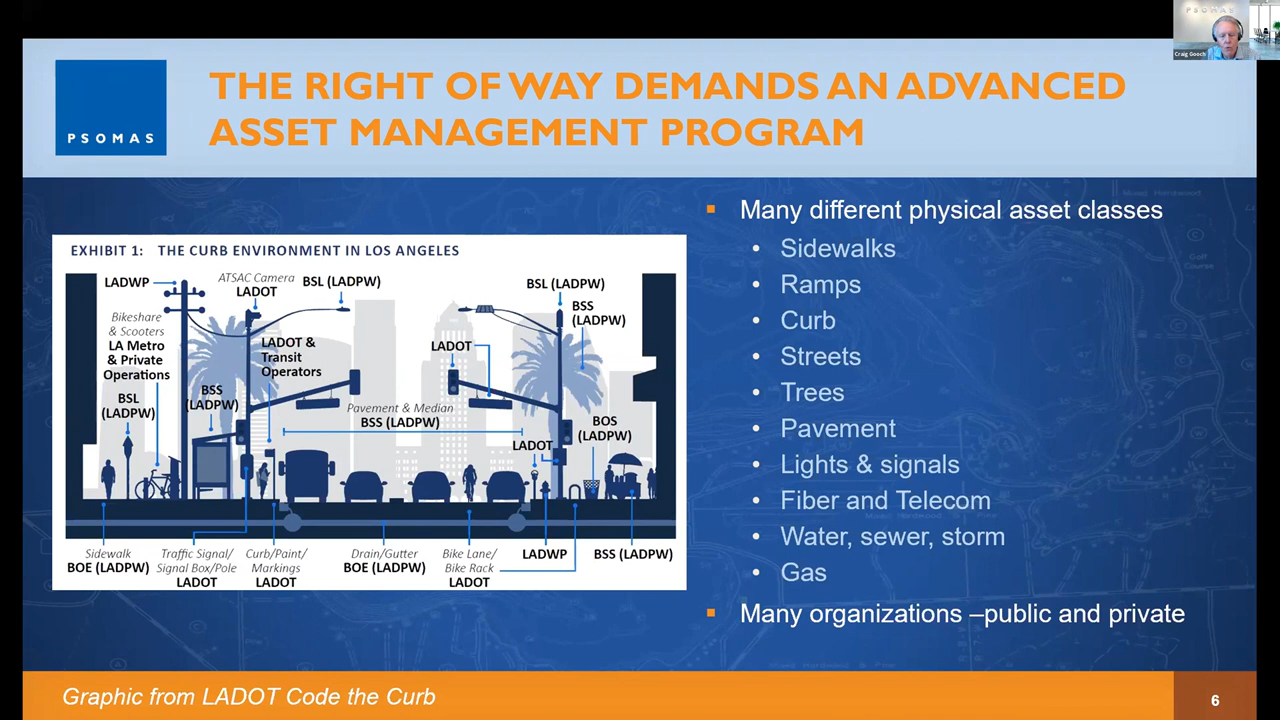 PSOMAS
Craig Gooch
PSOMAS
THE RIGHT OF WAY DEMANDS AN ADVANCED
ASSET MANAGEMENT PROGRAM
EXHIBIT 1: THE CURB ENVIRONMENT IN LOS ANGELES
LADWP
ATSAC Camera
LADOT
BSL (LADPW)
BSL (LADPW)
BSS
(LADPW)
Bikeshare
& Scooters
LA Metro
& Private
Operations
LADOT &
Transit
Operators
LADOT
BSL
(LADPW)
BSS
(LADPW)
Pavement & Median
BSS (LADPW)
BOS
(LADPW)
LADOT
Sidewalk
BOE (LADPW)
Traffic Signal/
Signal Box/Pole
LADOT
Curb/Paint/
Markings
LADOT
Drain/Gutter
BOE (LADPW)
Bike Lane/
Bike Rack
LADOT
LADWP
BSS (LADPW)
▪ Many different physical asset classes
• Sidewalks
• Ramps
• Curb
• Streets
• Trees
• Pavement
• Lights & signals
• Fiber and Telecom
• Water, sewer, storm
• Gas
▪ Many organizations –public and private
Graphic from LADOT Code the Curb
6